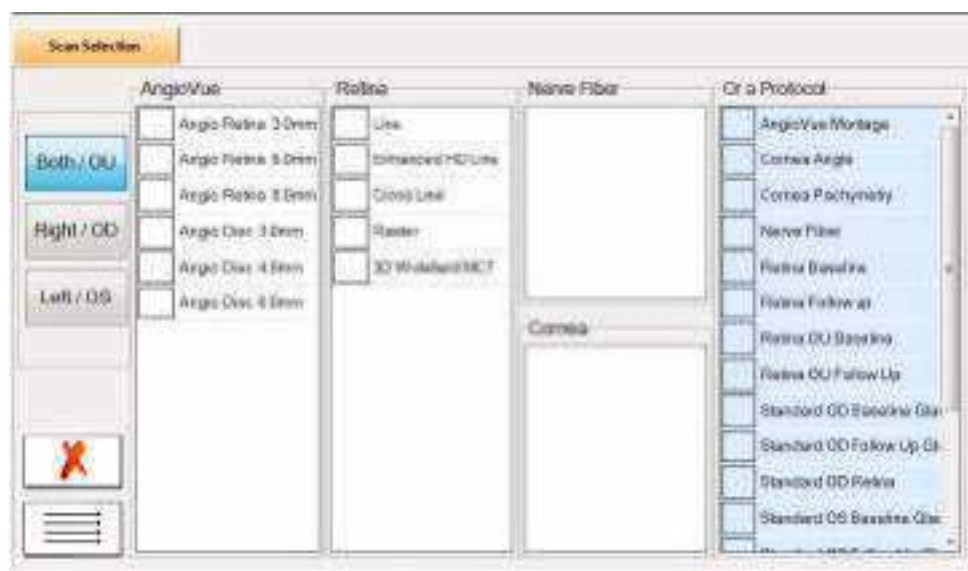 Scan Selection
AngioVue
Retina
Nerve Fiber
Or a Protocol
Both / OU
Right / OD
Left / OS
Angio Retina 3.0mm
Angio Retina 6.0mm
Angio Retina 8.0mm
Angio Disc 3.0mm
Angio Disc 4.5mm
Angio Disc 6.0mm
Line
Enhanced HD Line
Cross Line
Raster
3D Widefield MCT
Cornea
AngioVue Montage
Cornea Angle
Cornea Pachymetry
Nerve Fiber
Retina Baseline
Retina Follow up
Retina OU Baseline
Retina OU Follow Up
Standard OD Baseline Gla
Standard OD Follow Up Gl
Standard OD Retina
Standard OS Baseline Gla